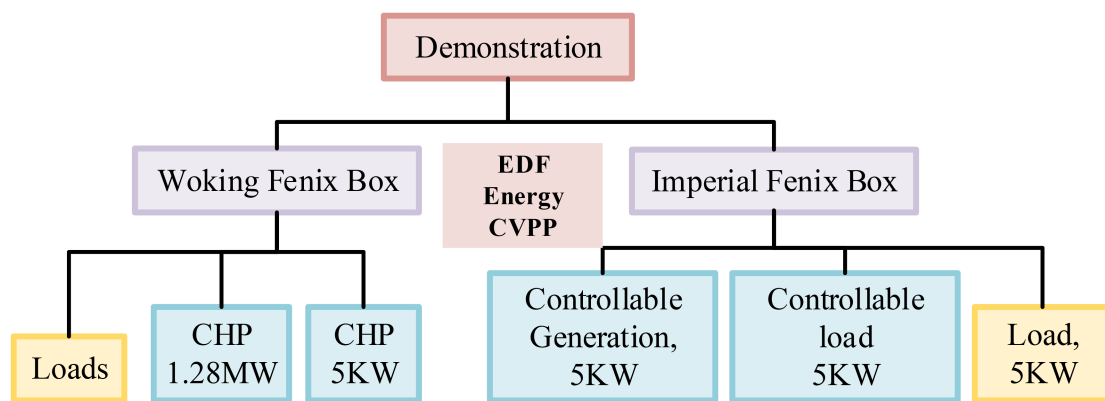 Demonstration
Woking Fenix Box
EDF
Energy
CVPP
Imperial Fenix Box
Loads
CHP
1.28MW
CHP
5KW
Controllable
Generation,
5KW
Controllable
load
5KW
Load,
5KW